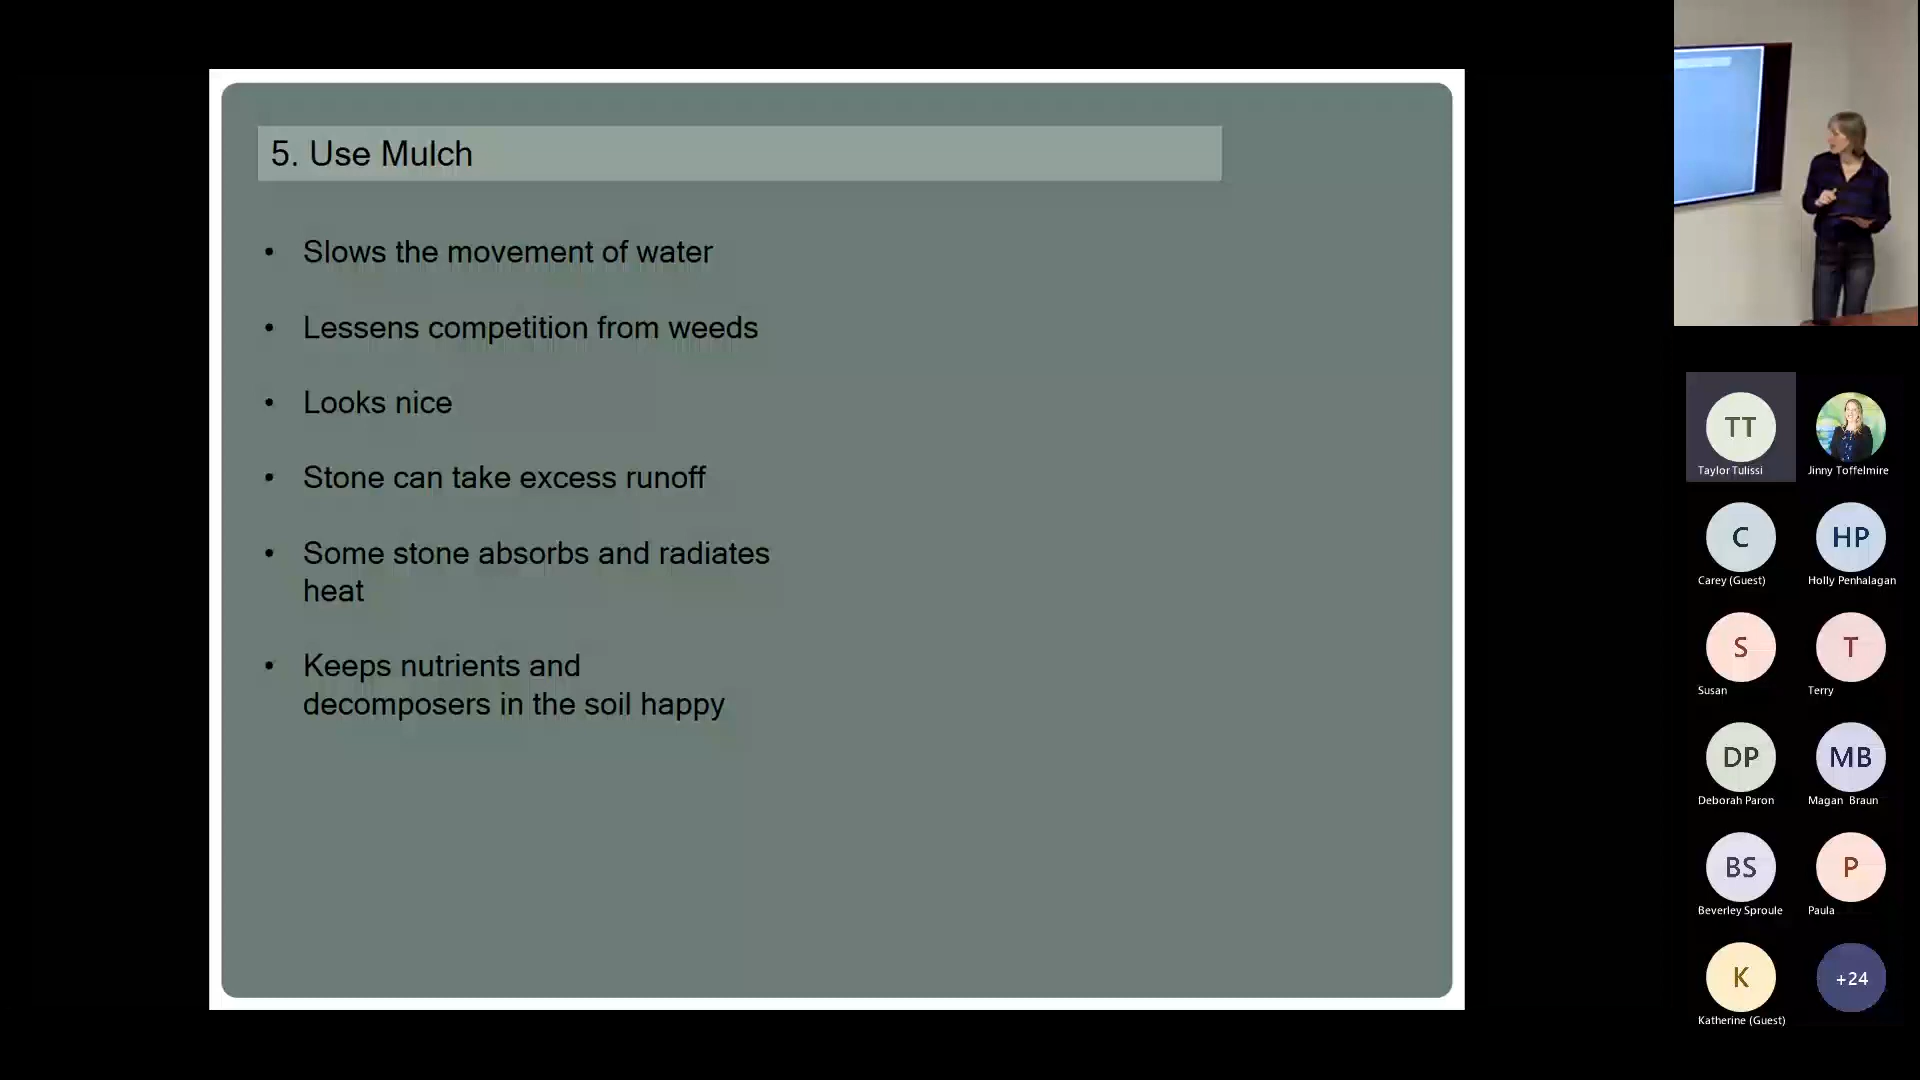 5. Use Mulch
• Slows the movement of water
• Lessens competition from weeds
• Looks nice
• Stone can take excess runoff
• Some stone absorbs and radiates
heat
• Keeps nutrients and
decomposers in the soil happy
TT
Taylor Tulissi
Jinny Toffelmire
C
HP
Carey (Guest)
Holly Penhalagan
S
T
Susan
Terry
DP
MB
Deborah Paron
Magan Braun
BS
P
Beverley Sproule
Paula
K
+24
Katherine (Guest)